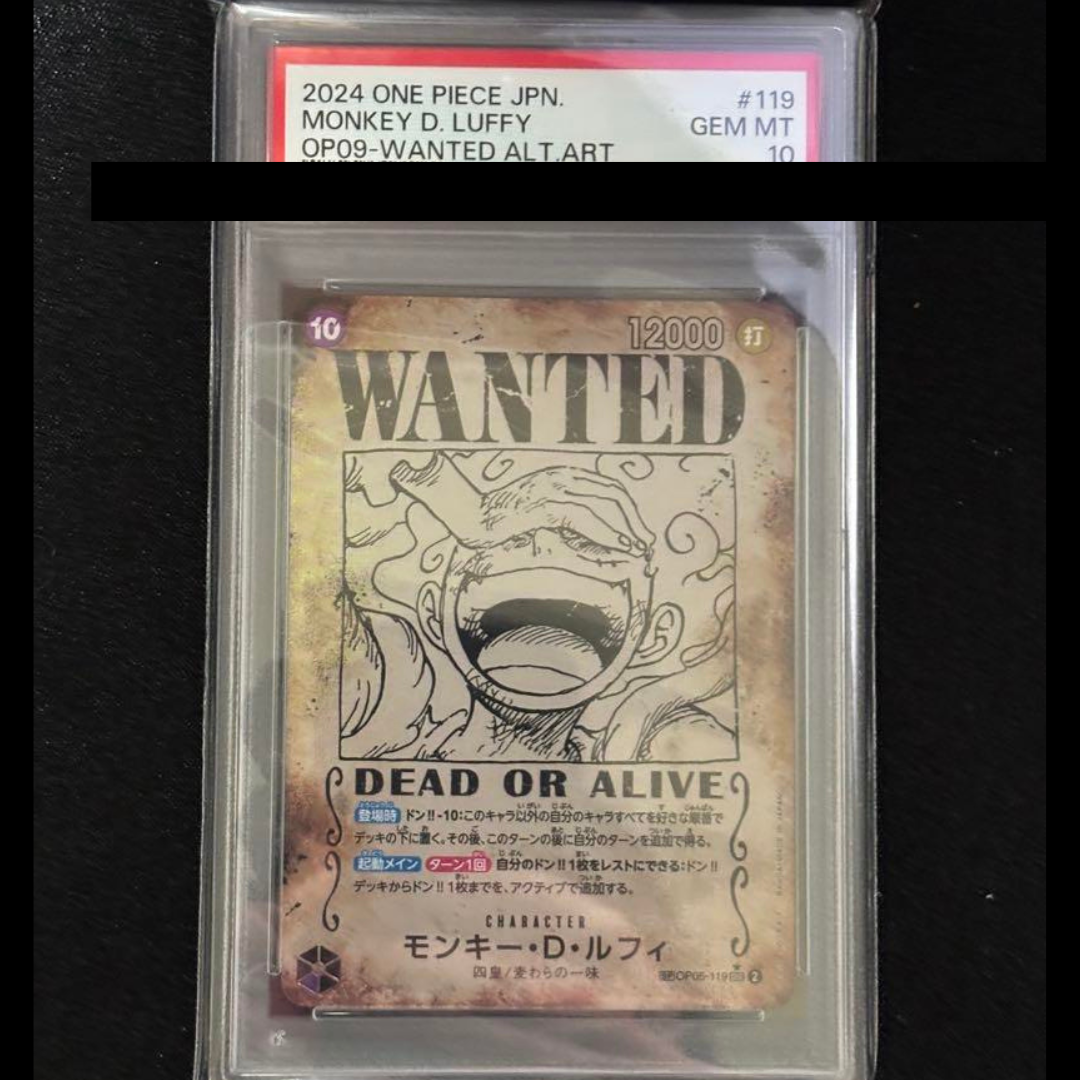 2024 ONE PIECE JPN.
#119
MONKEY D. LUFFY
GEM MT
OP09-WANTED ALT.ART
10
10
12000
打
WANTED
DEAD OR ALIVE
登場時 ドン!!-10:このキャラ以外の自分のキャラすべてを好きな順番で
デッキの下に置く。その後、このターンの後に自分のターンを追加で得る。
起動メイン ターン1回 自分のドン!!1枚をレストにできる:ドン!!
デッキからドン!!1枚までを、アクティブで追加する。
CHARACTER
モンキー・D・ルフィ
四皇/麦わらの一味
OP05-119
2